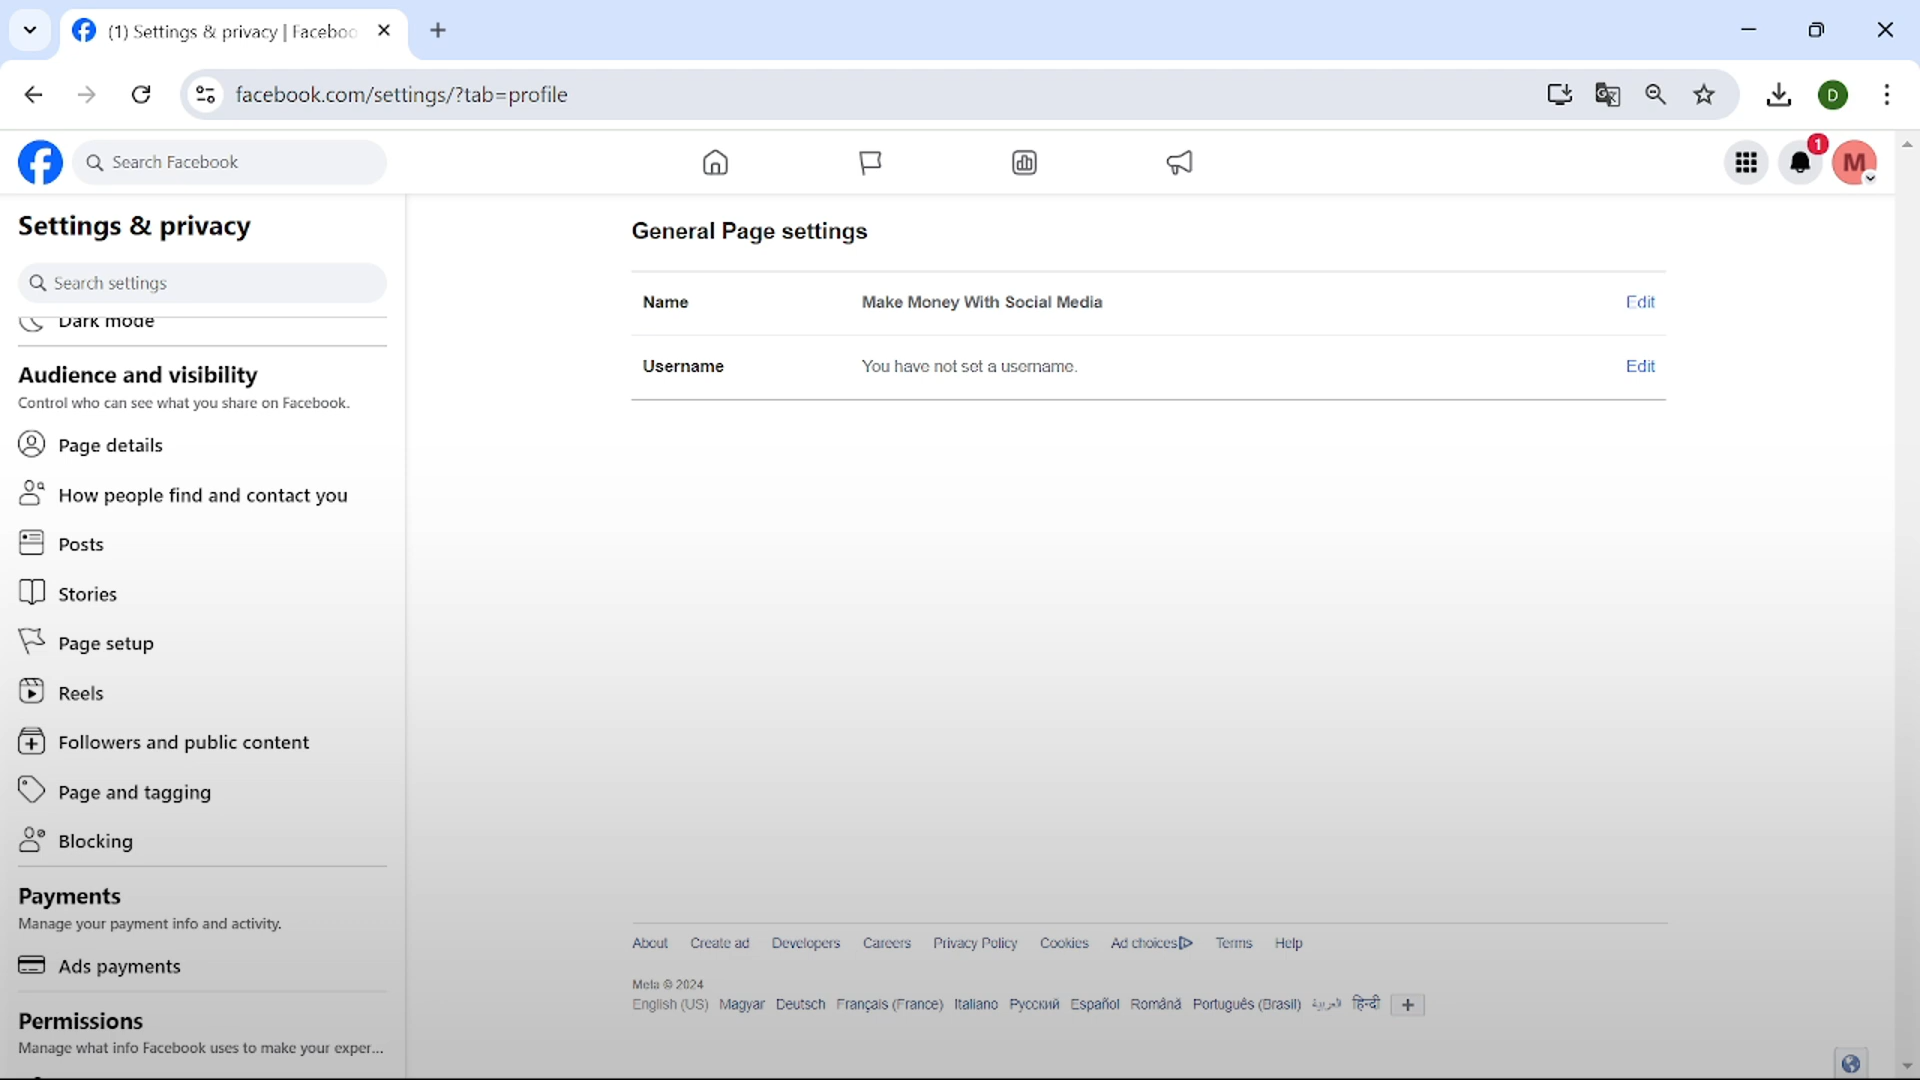 (1) Settings & privacy | Faceboo
facebook.com/settings/?tab=profile
D
Search Facebook
1
M
Settings & privacy
Search settings
Dark mode
Audience and visibility
Control who can see what you share on Facebook.
Page details
How people find and contact you
Posts
Stories
Page setup
Reels
Followers and public content
Page and tagging
Blocking
Payments
Manage your payment info and activity.
Ads payments
Permissions
Manage what info Facebook uses to make your exper...
General Page settings
Name Make Money With Social Media Edit
Username You have not set a username. Edit
About Create ad Developers Careers Privacy Policy Cookies Ad choices Terms Help
Meta © 2024
English (US) Magyar Deutsch Français (France) Italiano Русский Español Română Português (Brasil) العربية हिन्दी +